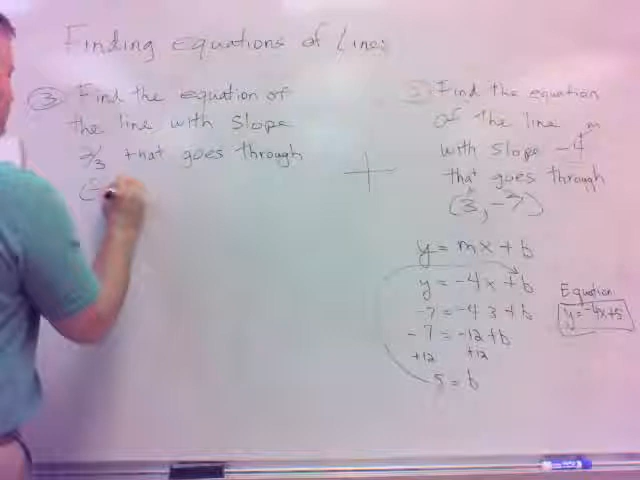 Finding equations of Line:
③ Find the equation of
the line with slope
2/3 that goes through
(
Find the equation
of the line
with slope -4
that goes through
(3, -7)
y = mx + b
y = -4x + b
-7 = -4·3 + b
-7 = -12 + b
+12 +12
5 = b
Equation
y = -4x+5
m